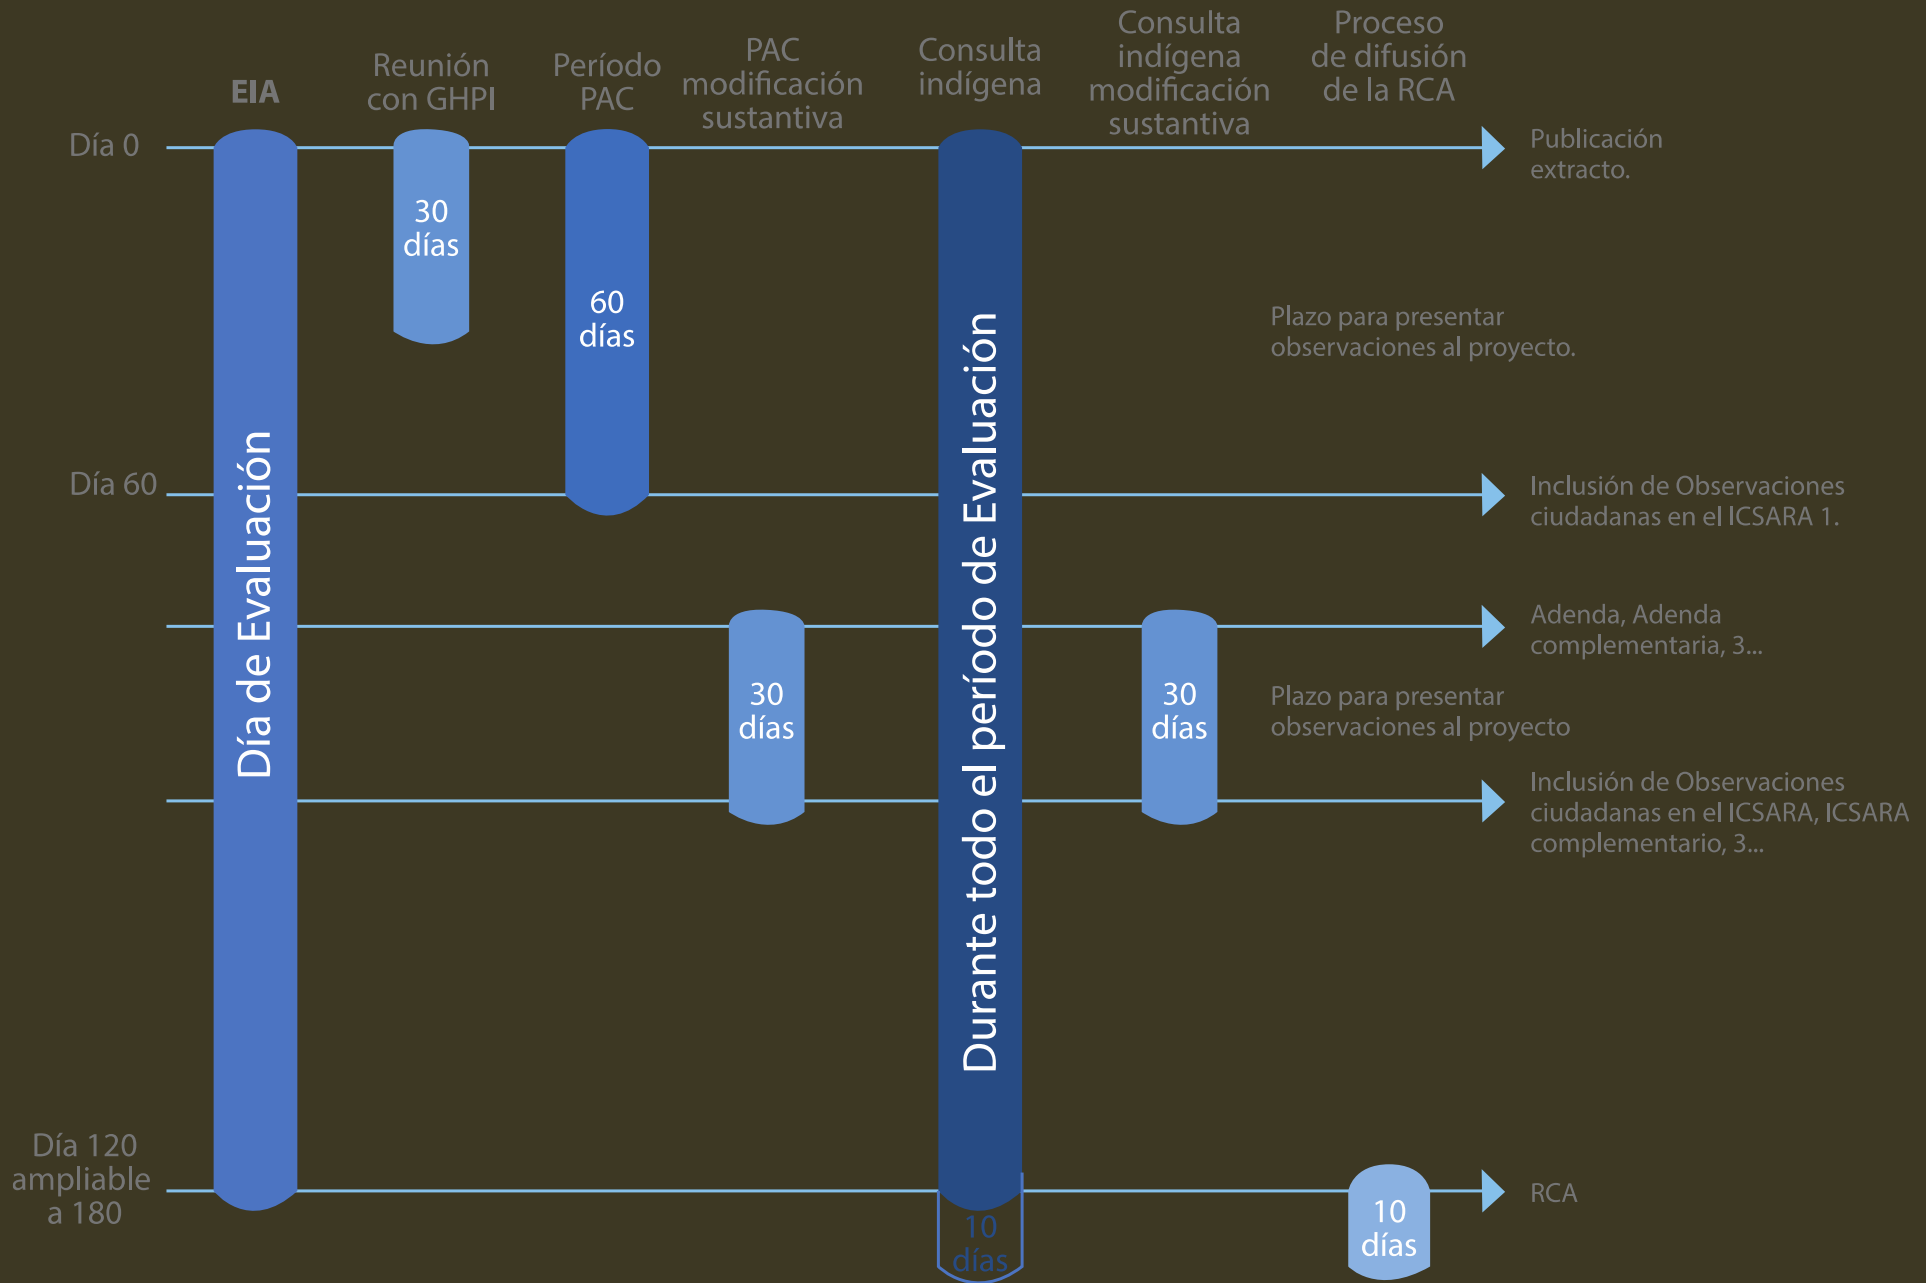 EIA
Reunión
con GHPI
Período
PAC
PAC
modificación
sustantiva
Consulta
indígena
Consulta
indígena
modificación
sustantiva
Proceso
de difusión
de la RCA
Día 0
Publicación
extracto.
30
días
60
días
Plazo para presentar
observaciones al proyecto.
Día de Evaluación
Durante todo el período de Evaluación
Día 60
Inclusión de Observaciones
ciudadanas en el ICSARA 1.
Adenda, Adenda
complementaria, 3...
30
días
30
días
Plazo para presentar
observaciones al proyecto
Inclusión de Observaciones
ciudadanas en el ICSARA, ICSARA
complementario, 3...
Día 120
ampliable
a 180
RCA
10
días
10
días